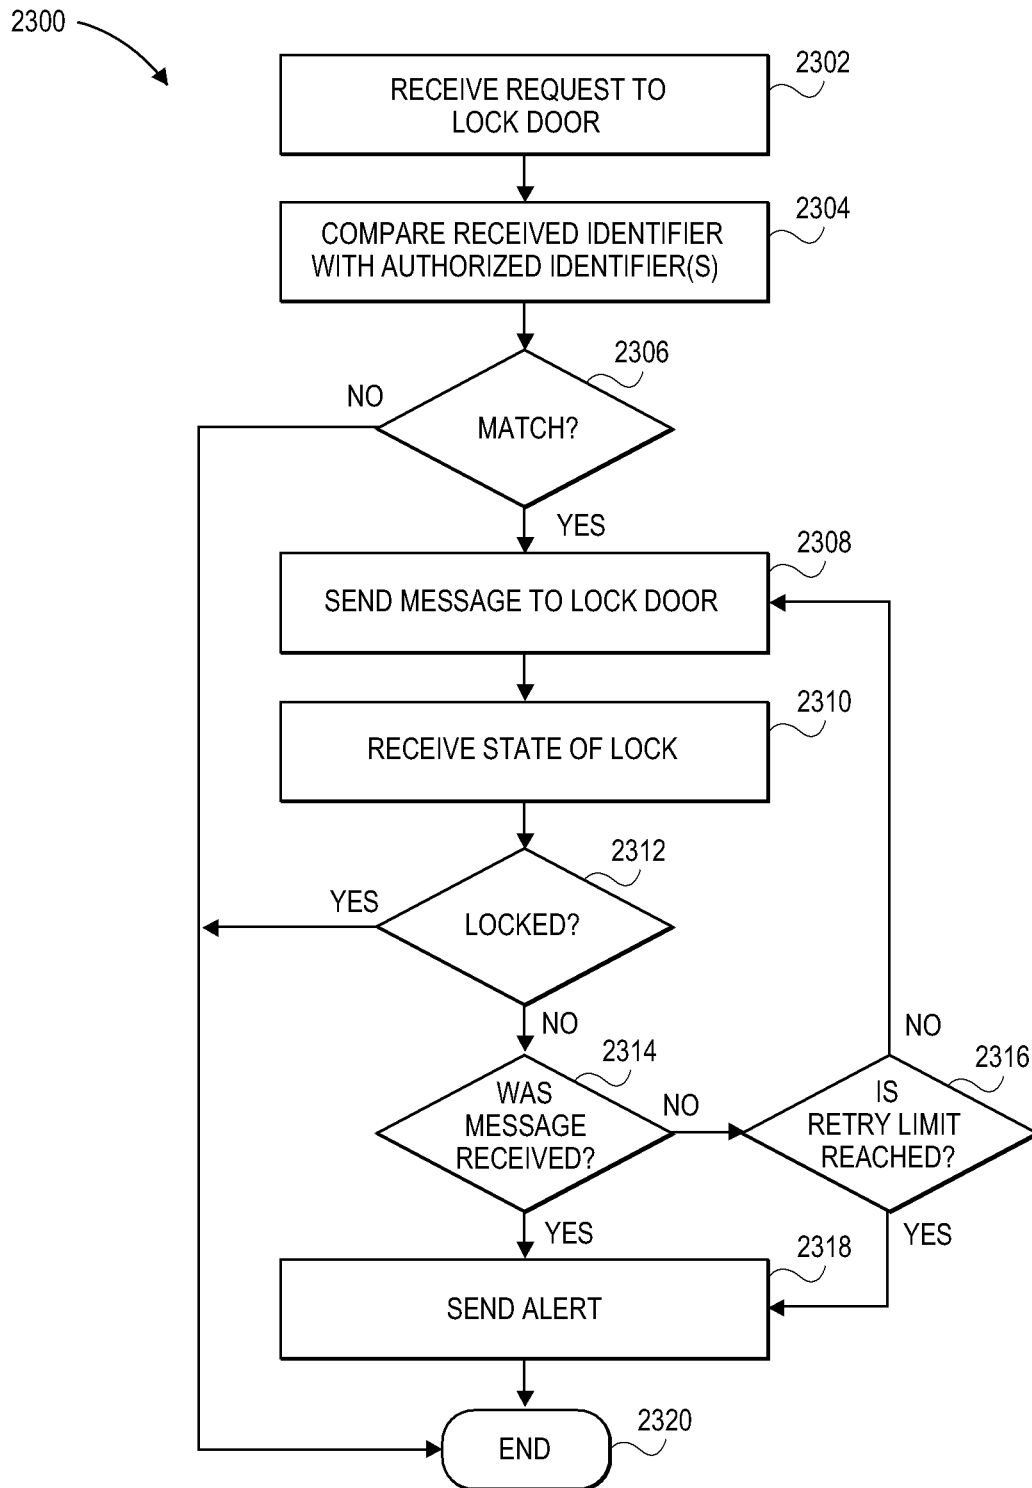 2300
2302
RECEIVE REQUEST TO
LOCK DOOR
2304
COMPARE RECEIVED IDENTIFIER
WITH AUTHORIZED IDENTIFIER(S)
2306
NO
MATCH?
YES
2308
SEND MESSAGE TO LOCK DOOR
2310
RECEIVE STATE OF LOCK
2312
YES
LOCKED?
NO
2314
WAS
MESSAGE
RECEIVED?
NO
NO
2316
IS
RETRY LIMIT
REACHED?
YES
YES
2318
SEND ALERT
2320
END